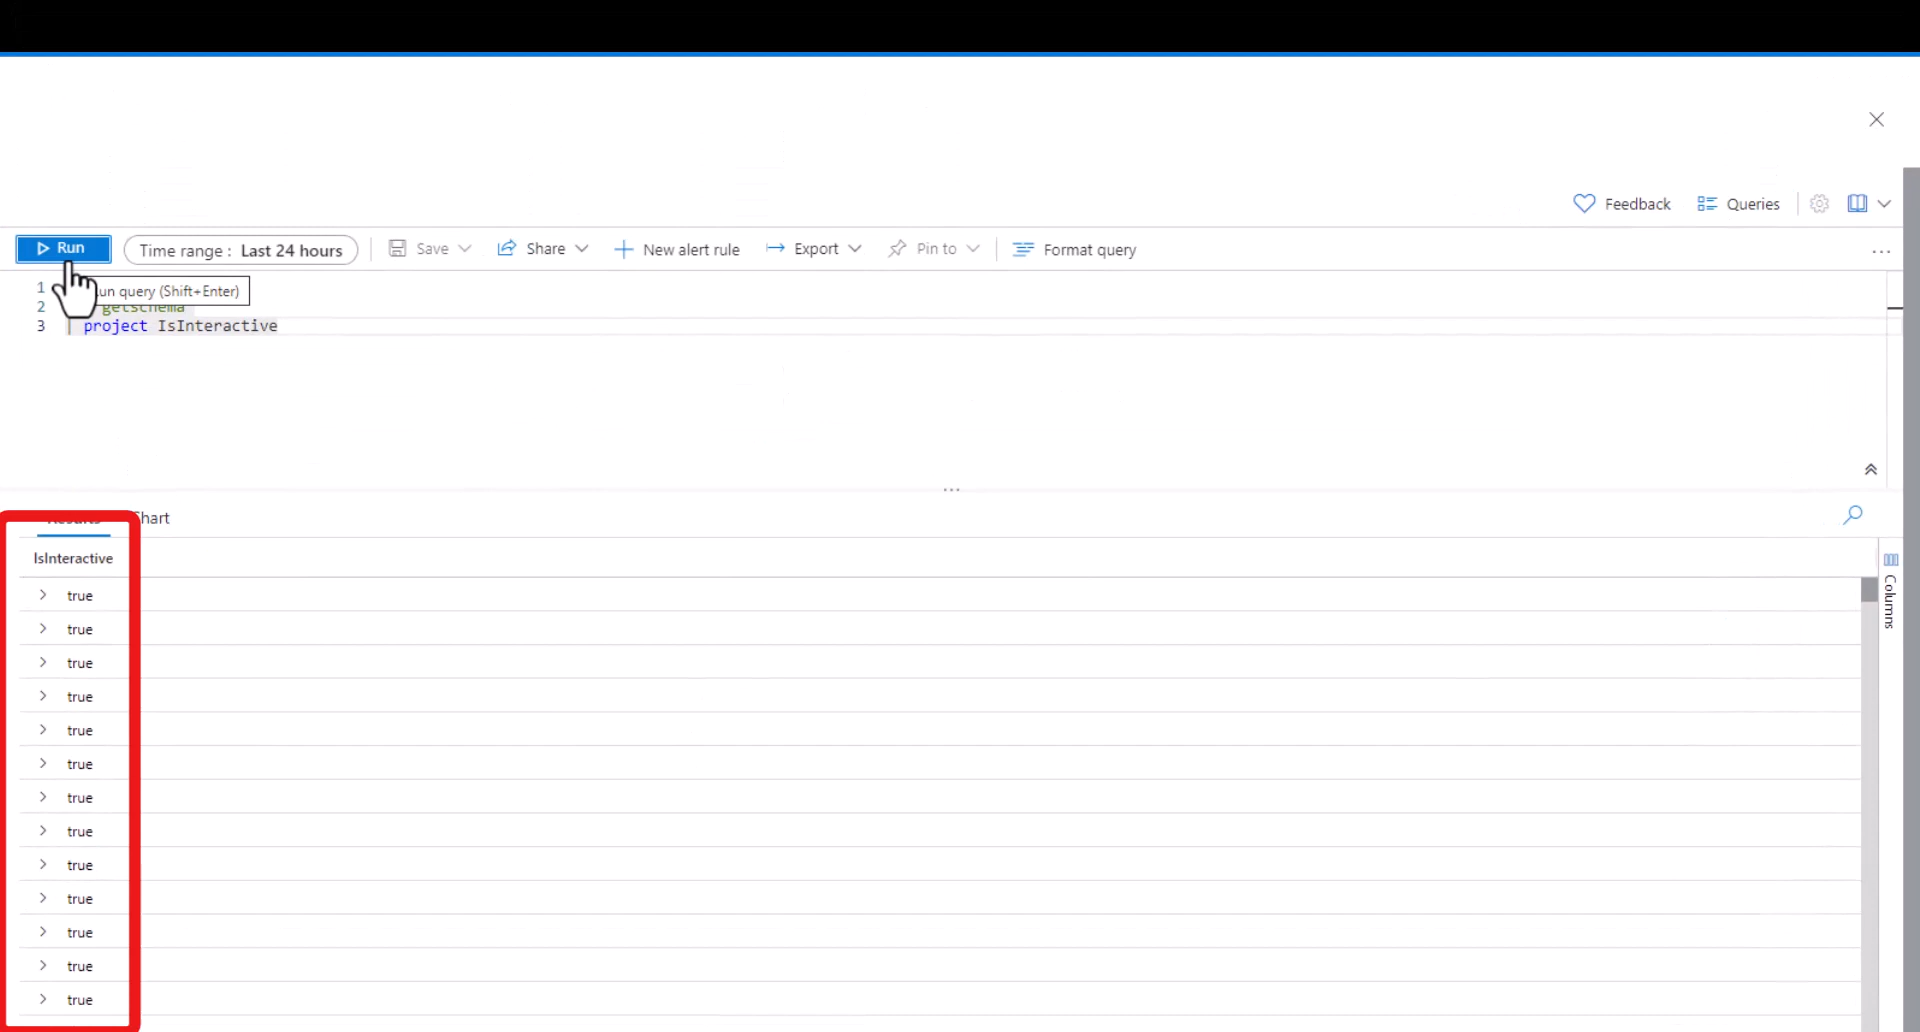 Feedback Queries
Run Time range : Last 24 hours Save Share New alert rule Export Pin to Format query
1
un query (Shift+Enter)
2 getschema
3 | project IsInteractive
Results hart
IsInteractive
Columns
true
true
true
true
true
true
true
true
true
true
true
true
true